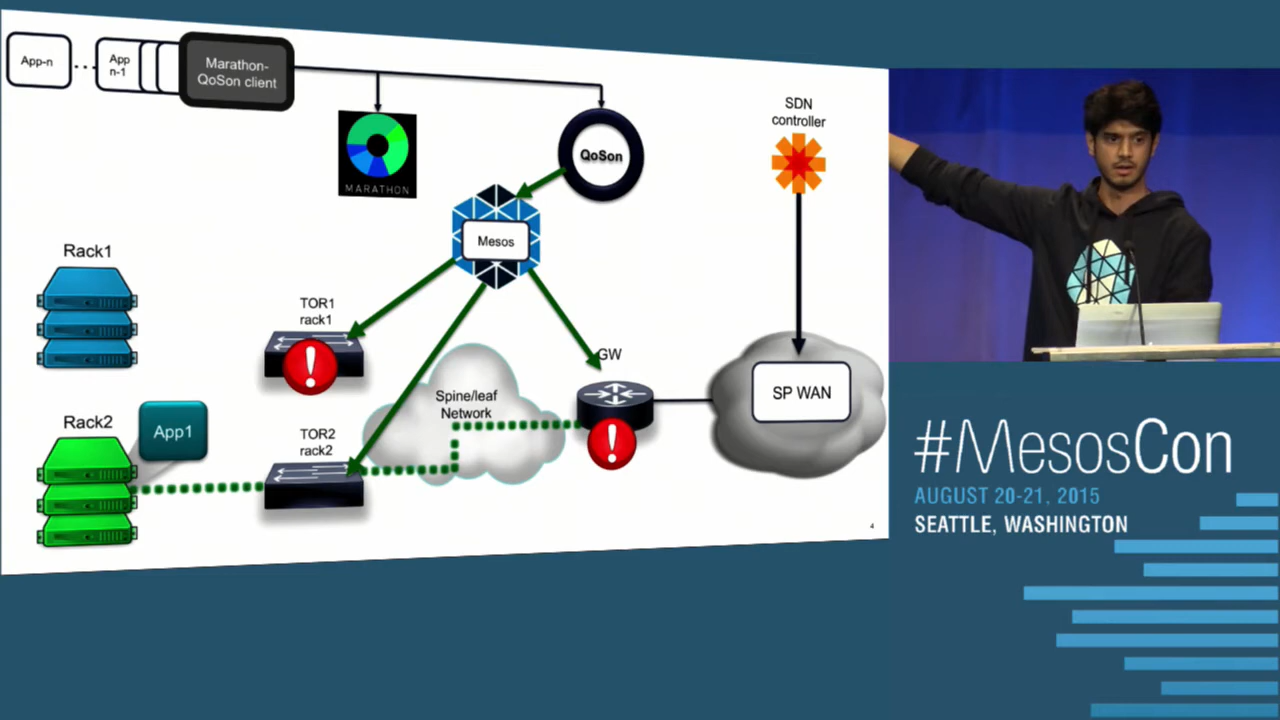 App-n
App
n-1
Marathon-
QoSon client
MARATHON
QoSon
SDN
controller
Mesos
Rack1
TOR1
rack1
GW
Spine/leaf
Network
SP WAN
Rack2
App1
TOR2
rack2
4
#MesosCon
AUGUST 20-21, 2015
SEATTLE, WASHINGTON